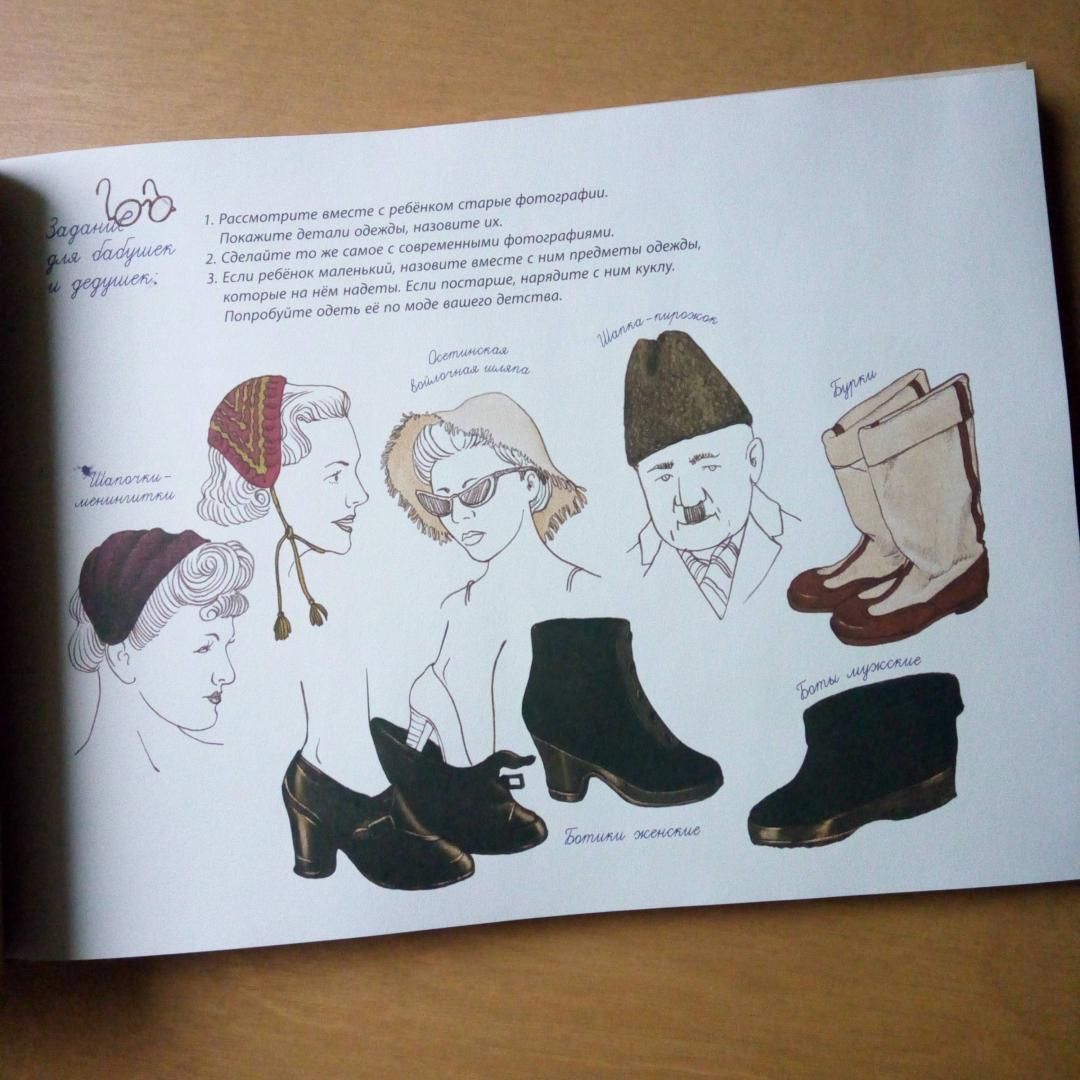 Задание
для бабушек
и дедушек:
1. Рассмотрите вместе с ребёнком старые фотографии.
Покажите детали одежды, назовите их.
2. Сделайте то же самое с современными фотографиями.
3. Если ребёнок маленький, назовите вместе с ним предметы одежды,
которые на нём надеты. Если постарше, нарядите с ним куклу.
Попробуйте одеть её по моде вашего детства.
Шапочки-
менингитки
Осетинская
войлочная шляпа
Шапка-пирожок
Бурки
Ботики женские
Боты мужские